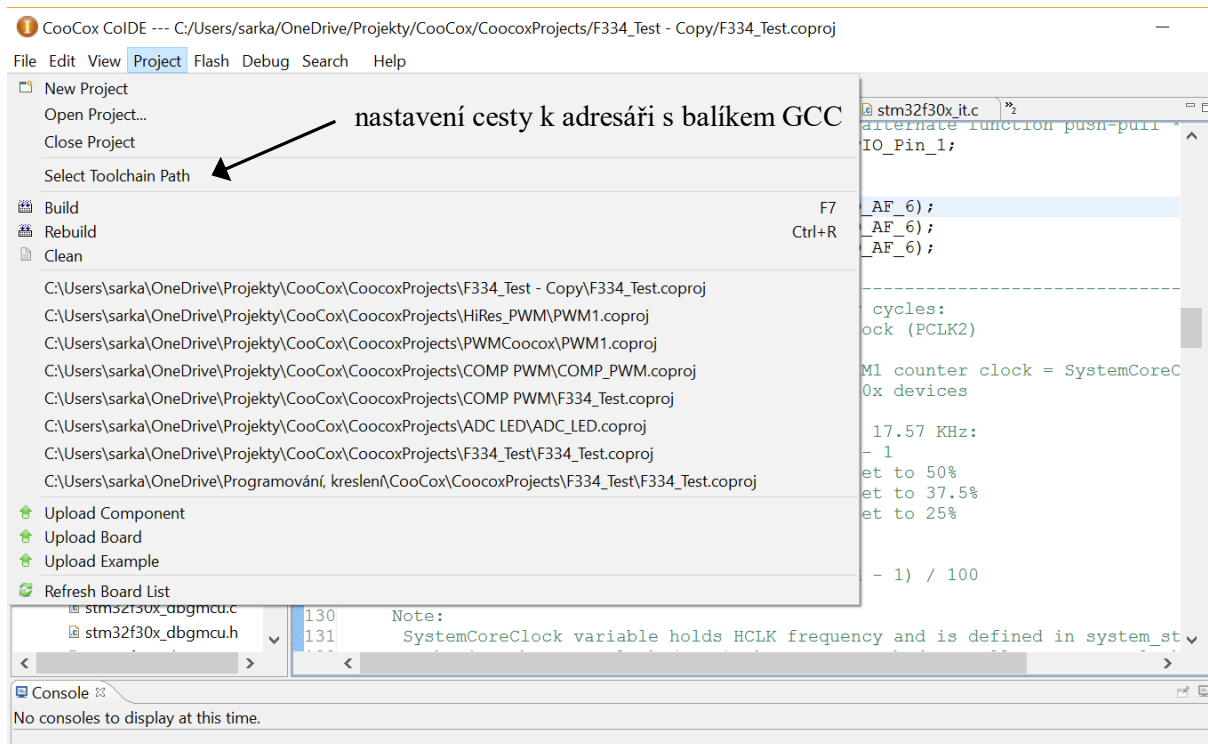 CooCox CoIDE --- C:/Users/sarka/OneDrive/Projekty/CooCox/CoocoxProjects/F334_Test - Copy/F334_Test.coproj
File Edit View Project Flash Debug Search Help
New Project
Open Project...
Close Project
Select Toolchain Path
Build F7
Rebuild Ctrl+R
Clean
C:\Users\sarka\OneDrive\Projekty\CooCox\CoocoxProjects\F334_Test - Copy\F334_Test.coproj
C:\Users\sarka\OneDrive\Projekty\CooCox\CoocoxProjects\HiRes_PWM\PWM1.coproj
C:\Users\sarka\OneDrive\Projekty\CooCox\CoocoxProjects\PWMCoocox\PWM1.coproj
C:\Users\sarka\OneDrive\Projekty\CooCox\CoocoxProjects\COMP PWM\COMP_PWM.coproj
C:\Users\sarka\OneDrive\Projekty\CooCox\CoocoxProjects\COMP PWM\F334_Test.coproj
C:\Users\sarka\OneDrive\Projekty\CooCox\CoocoxProjects\ADC LED\ADC_LED.coproj
C:\Users\sarka\OneDrive\Projekty\CooCox\CoocoxProjects\F334_Test\F334_Test.coproj
C:\Users\sarka\OneDrive\Programování, kreslení\CooCox\CoocoxProjects\F334_Test\F334_Test.coproj
Upload Component
Upload Board
Upload Example
Refresh Board List
nastavení cesty k adresáři s balíkem GCC
stm32f30x_it.c »2
alternate function push-pull *
IO_Pin_1;
_AF_6);
_AF_6);
_AF_6);
cycles:
ock (PCLK2)
M1 counter clock = SystemCoreC
0x devices
17.57 KHz:
- 1
et to 50%
et to 37.5%
et to 25%
- 1) / 100
stm32f30x_dbgmcu.c
stm32f30x_dbgmcu.h
130 Note:
131 SystemCoreClock variable holds HCLK frequency and is defined in system_st
Console
No consoles to display at this time.